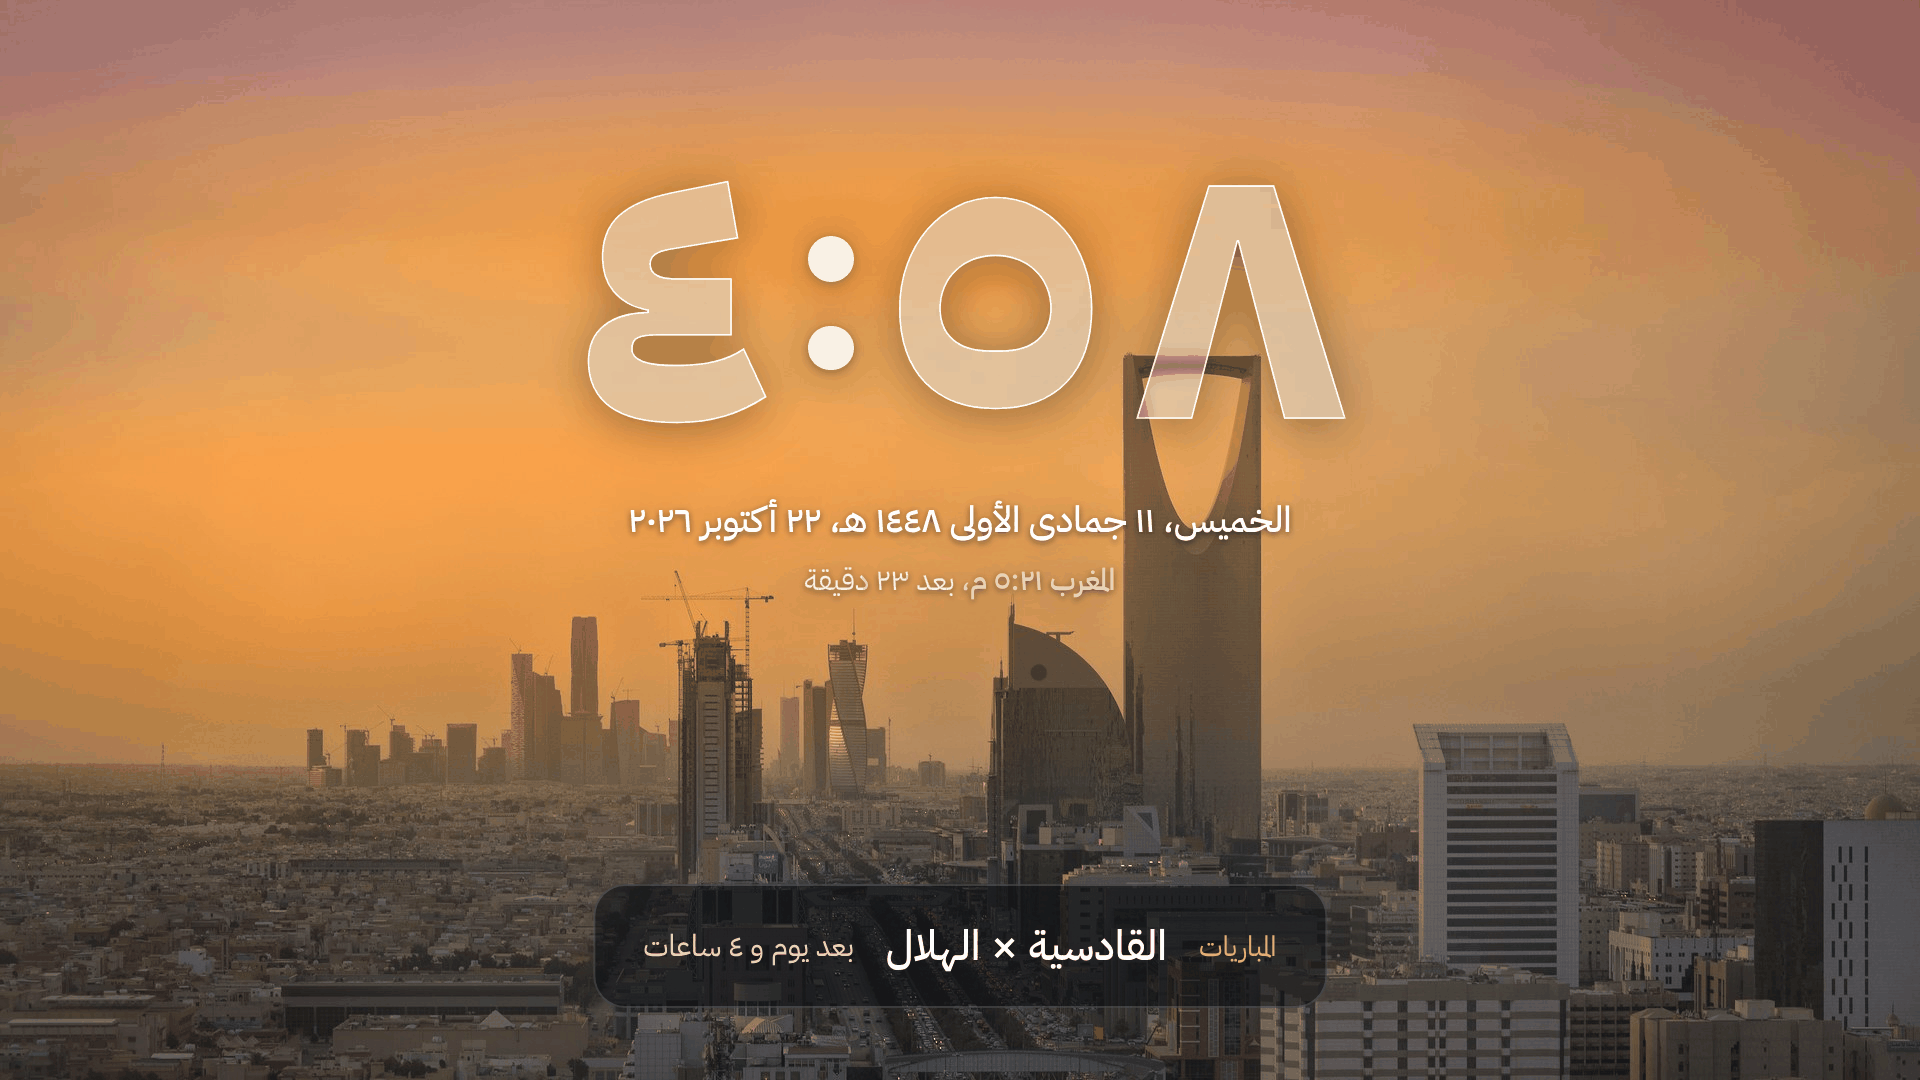 ٤:٥٨
الخميس، ١١ جمادى الأولى ١٤٤٨ هـ، ٢٢ أكتوبر ٢٠٢٦
المغرب ٥:٢١ م، بعد ٢٣ دقيقة
المباريات القادسية × الهلال بعد يوم و ٤ ساعات